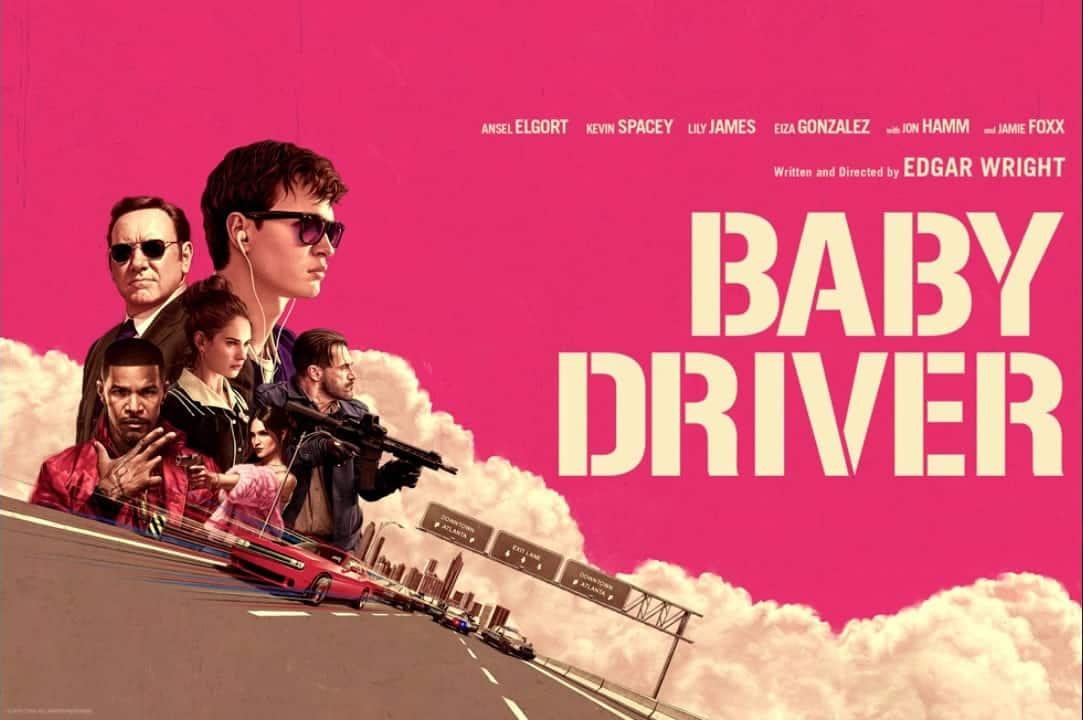 ANSEL ELGORT KEVIN SPACEY LILY JAMES EIZA GONZALEZ with JON HAMM and JAMIE FOXX
Written and Directed by EDGAR WRIGHT
BABY
DRIVER
DOWNTOWN
ATLANTA
EXIT LANE
DOWNTOWN
ATLANTA